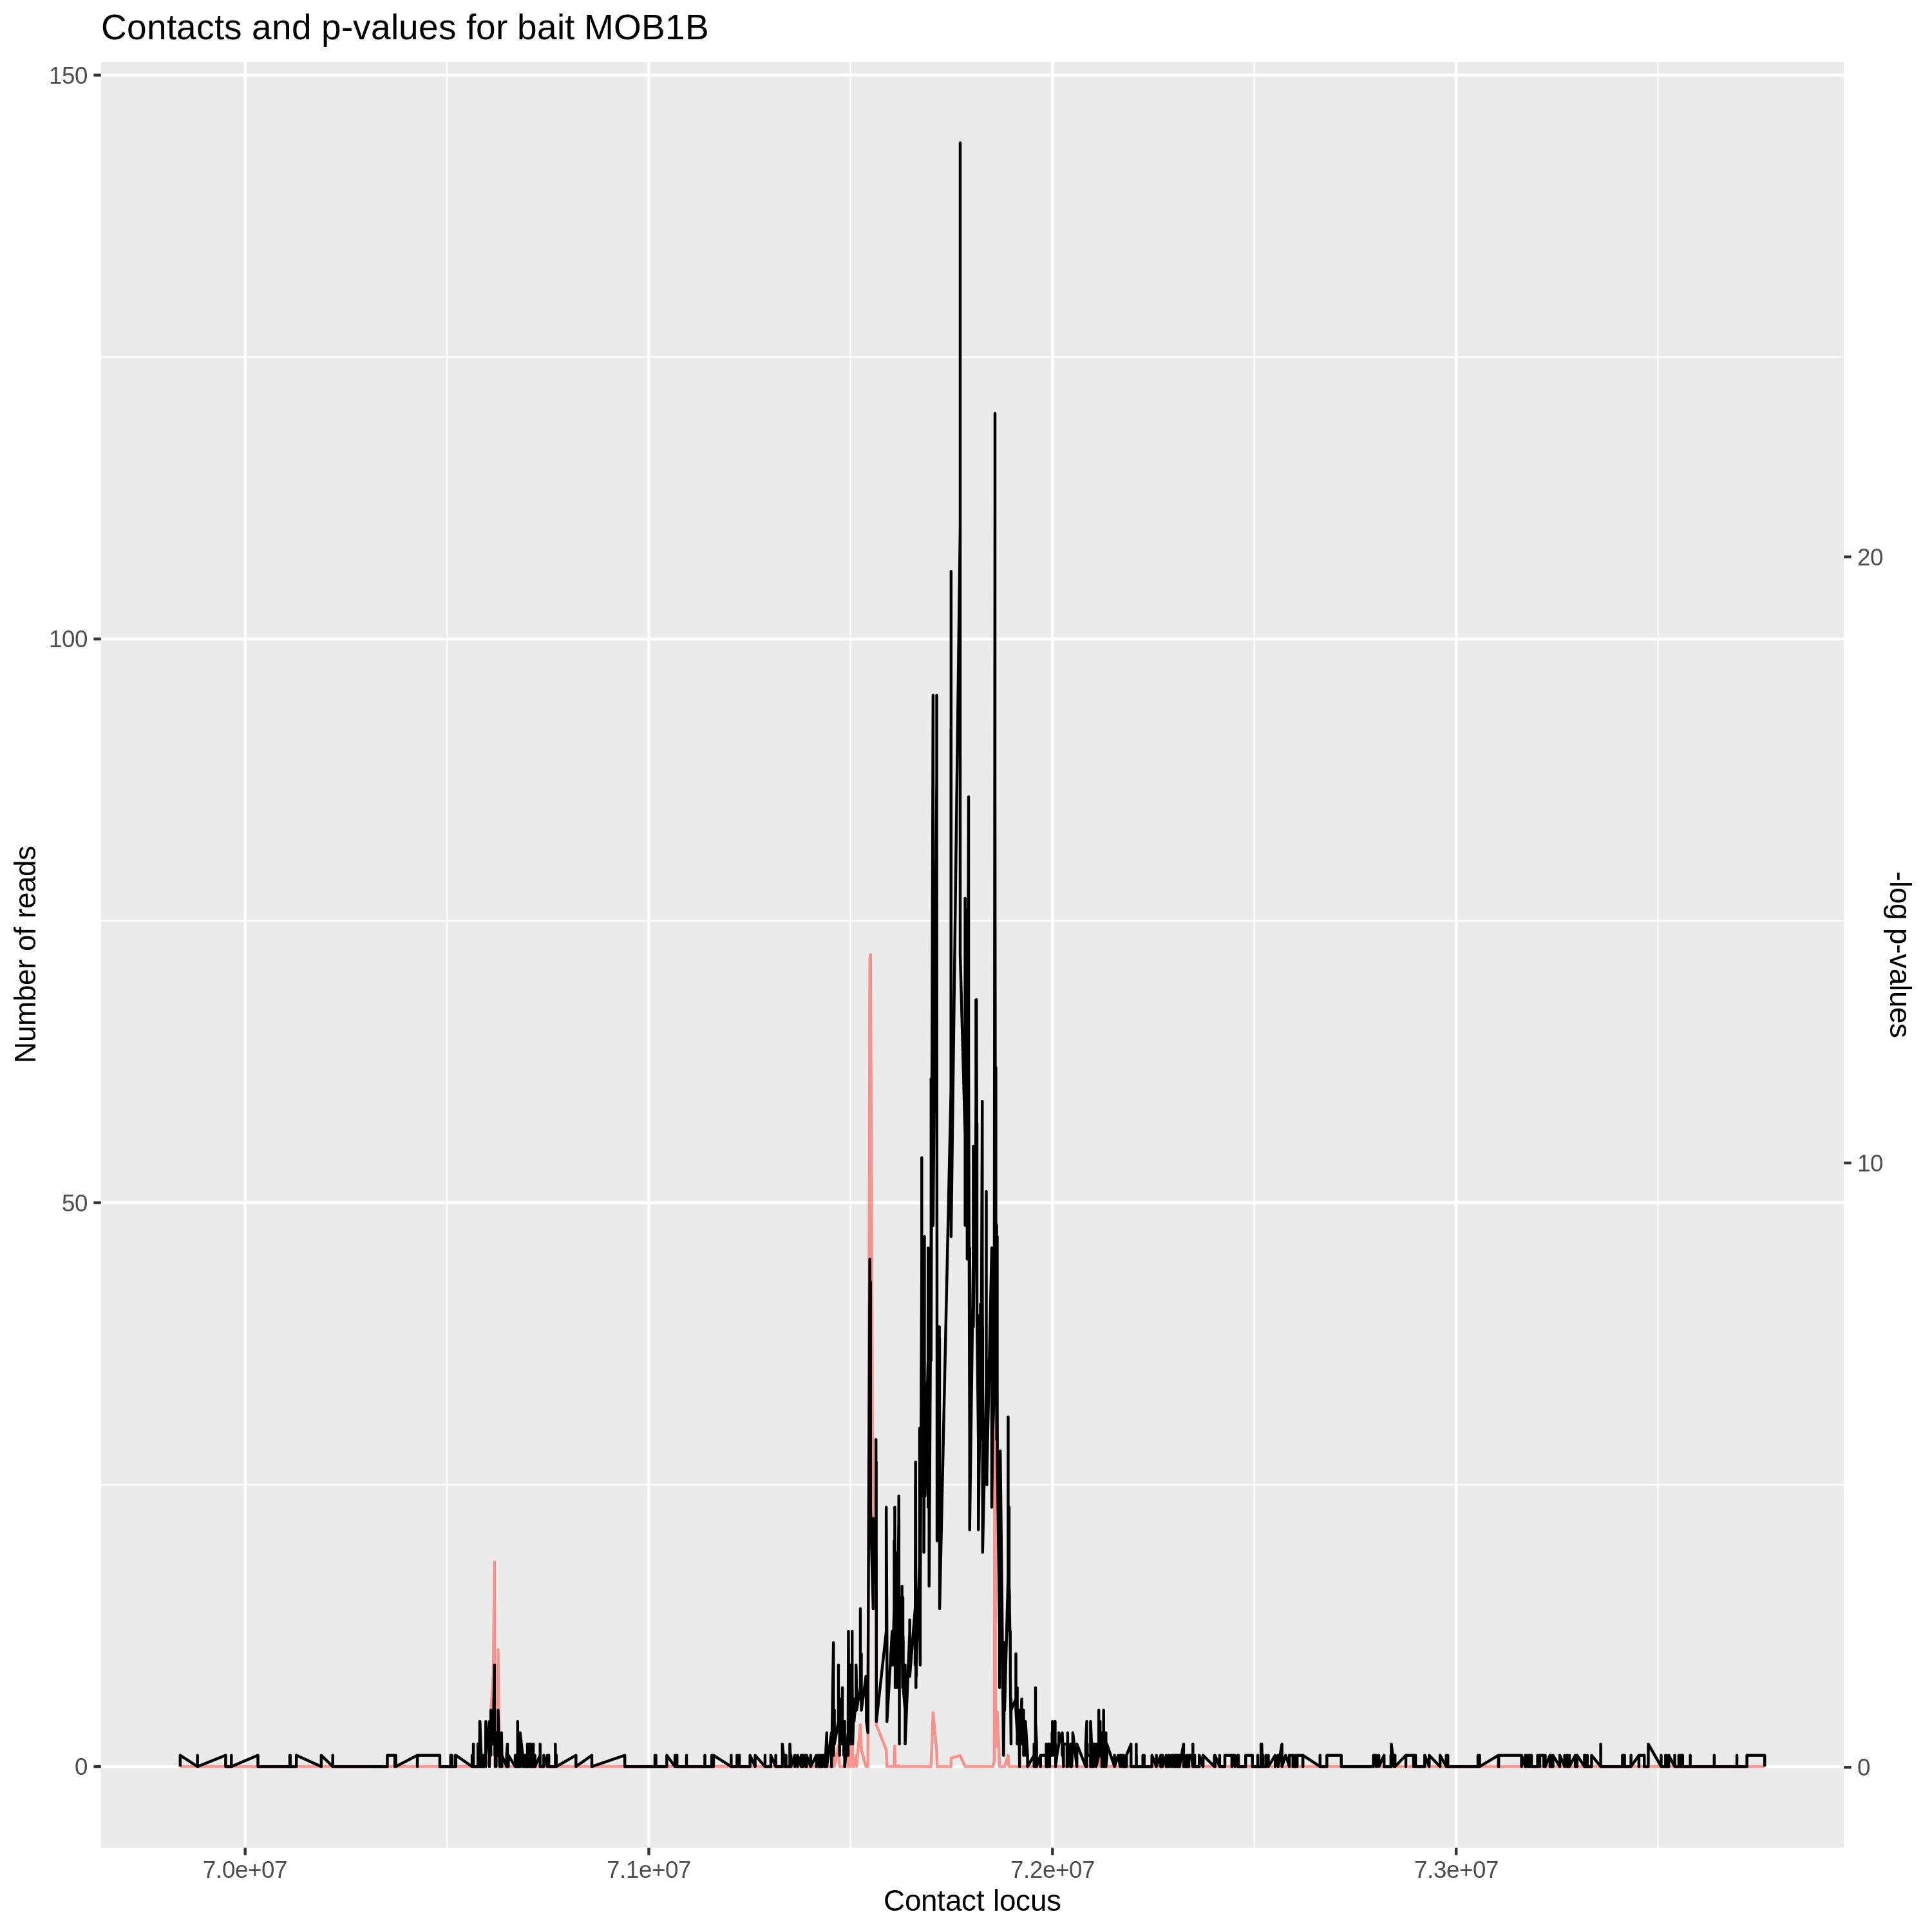 Contacts and p-values for bait MOB1B
150
100
50
0
Number of reads
20
10
0
-log p-values
7.0e+07 7.1e+07 7.2e+07 7.3e+07
Contact locus